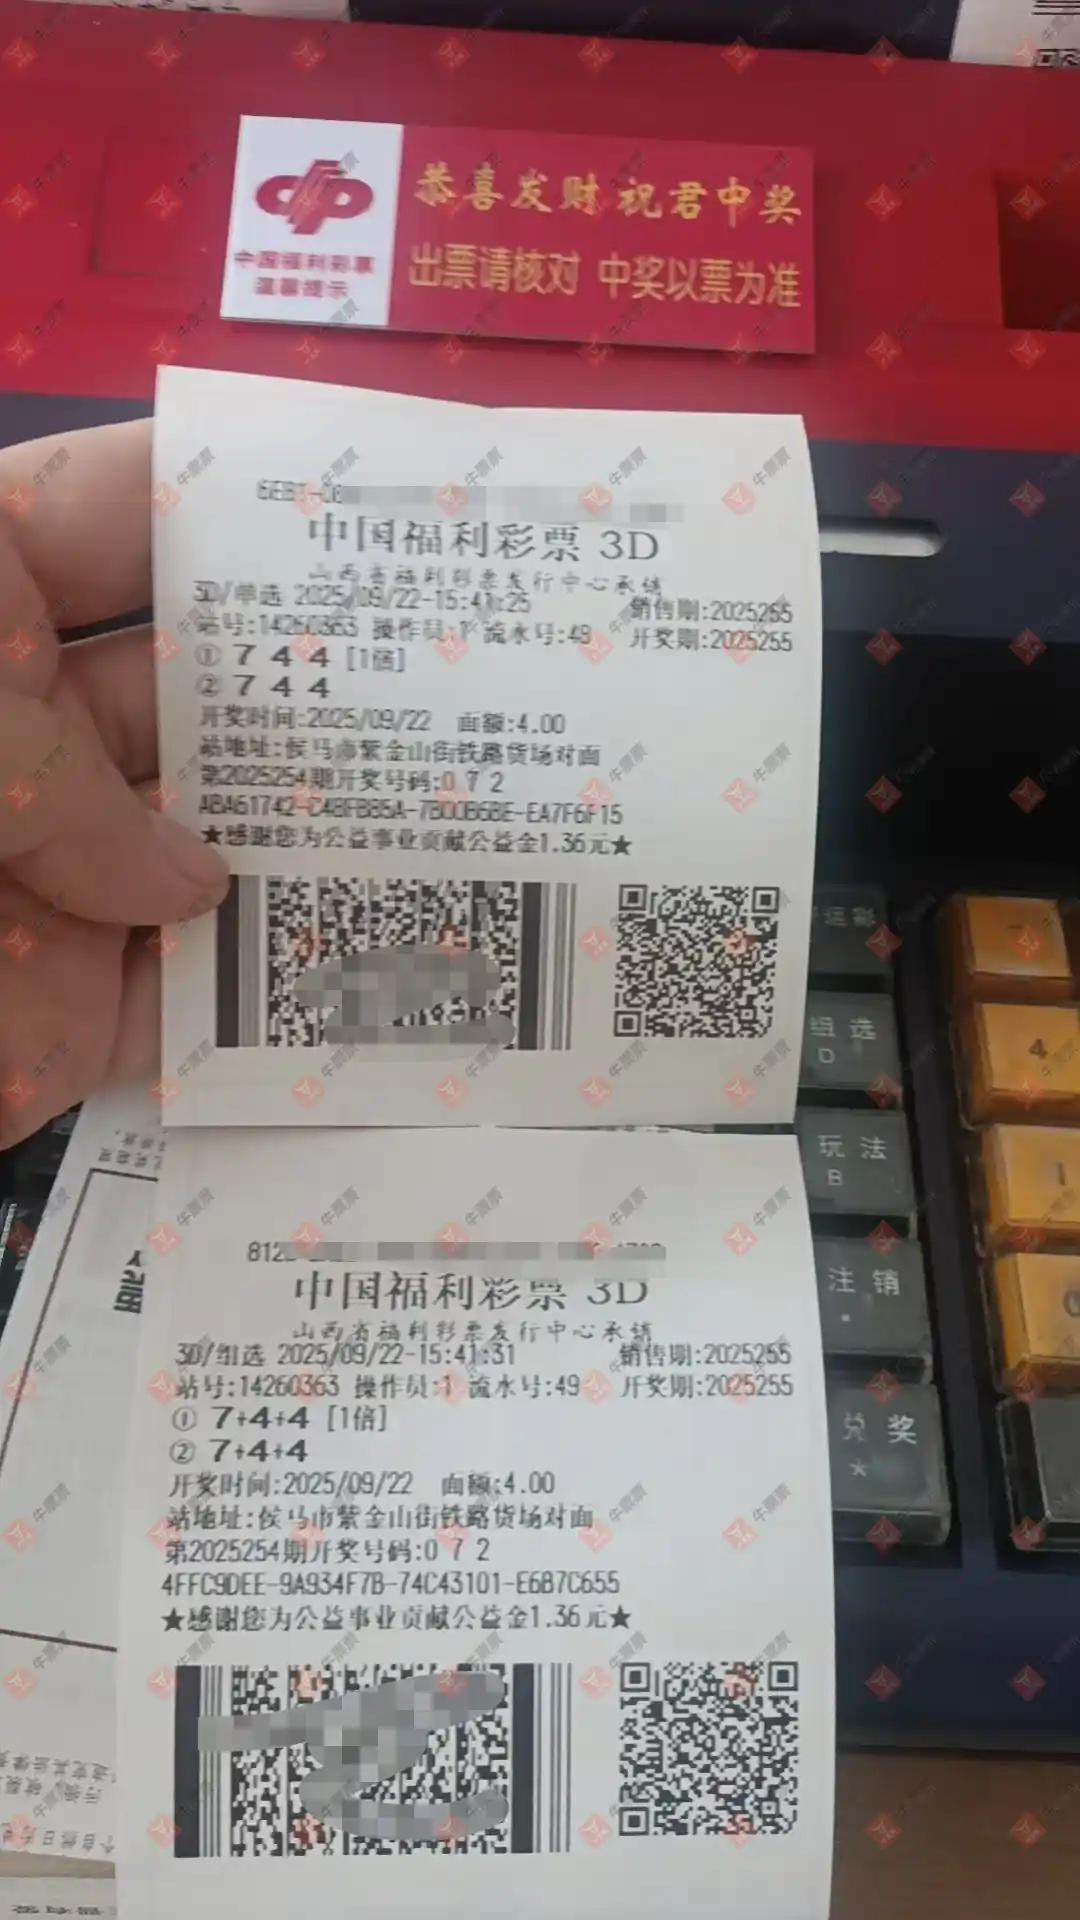 恭喜发财 祝君中奖
出票请核对 中奖以票为准
中国福利彩票
温馨提示
中国福利彩票 3D
山西省福利彩票发行中心承销
3D/单选 2025/09/22-15:41:25 销售期:2025255
站号:14260363 操作员:1 流水号:49 开奖期:2025255
① 7 4 4 [1倍]
② 7 4 4
开奖时间:2025/09/22 面额:4.00
站地址:侯马市紫金山街铁路货场对面
第2025254期开奖号码:0 7 2
ABA61742-C48FB85A-7B00B6BE-EA7F6F15
★感谢您为公益事业贡献公益金1.36元★
组选
D
玩法
B
注销
兑奖
★
4
1
中国福利彩票 3D
山西省福利彩票发行中心承销
3D/组选 2025/09/22-15:41:31 销售期:2025255
站号:14260363 操作员:1 流水号:49 开奖期:2025255
① 7+4+4 [1倍]
② 7+4+4
开奖时间:2025/09/22 面额:4.00
站地址:侯马市紫金山街铁路货场对面
第2025254期开奖号码:0 7 2
4FFC9DEE-9A934F7B-74C43101-E6B7C655
★感谢您为公益事业贡献公益金1.36元★
牛票票